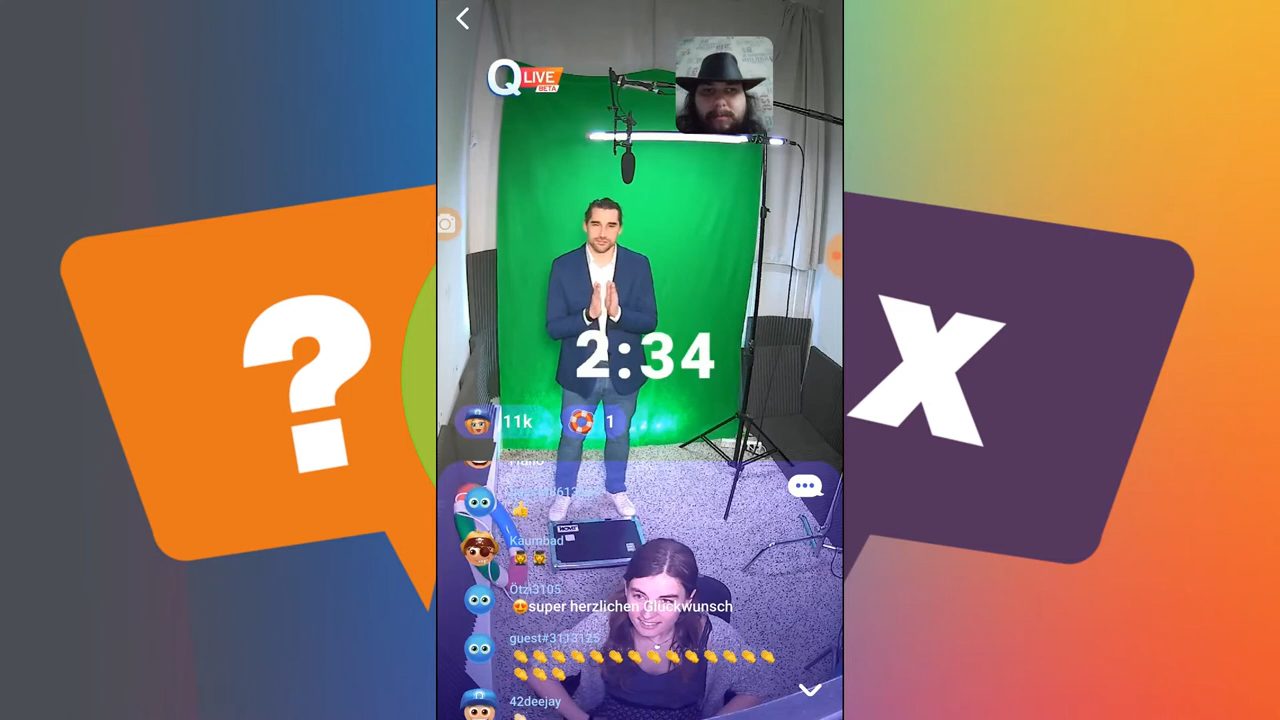 ?
X
Q LIVE
BETA
2:34
11k
1
Hallo
Kaumbad
Ötzi3105
😍super herzlichen Glückwunsch
guest#3113125
👏👏👏👏👏👏👏👏👏👏👏👏👏👏
👏👏👏
42deejay